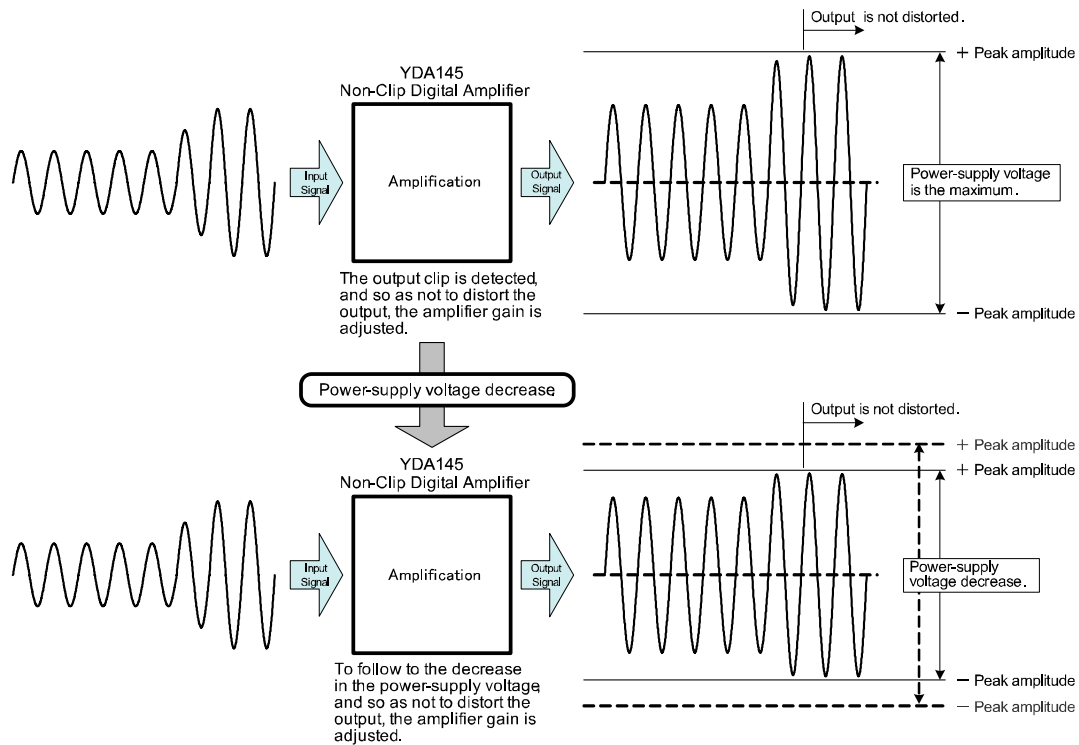 Output is not distorted.
+ Peak amplitude
YDA145
Non-Clip Digital Amplifier
Input
Signal
Amplification
Output
Signal
Power-supply voltage
is the maximum.
The output clip is detected,
and so as not to distort the
output, the amplifier gain is
adjusted.
− Peak amplitude
Power-supply voltage decrease.
Output is not distorted.
+ Peak amplitude
+ Peak amplitude
YDA145
Non-Clip Digital Amplifier
Input
Signal
Amplification
Output
Signal
Power-supply
voltage decrease.
To follow to the decrease
in the power-supply voltage,
and so as not to distort the
output, the amplifier gain is
adjusted.
− Peak amplitude
− Peak amplitude